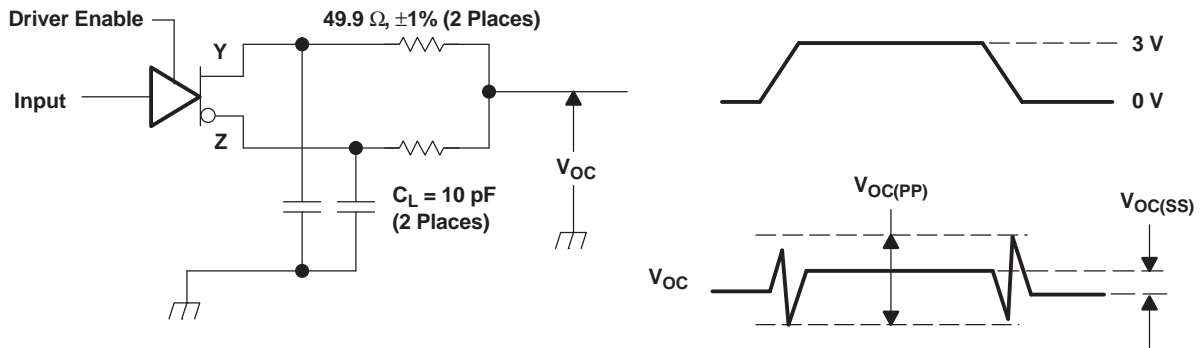 Driver Enable
49.9 Ω, ±1% (2 Places)
Y
Input
Z
V_OC
C_L = 10 pF
(2 Places)
3 V
0 V
V_OC(PP)
V_OC(SS)
V_OC